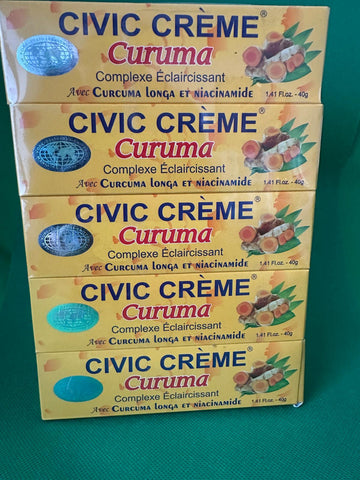 CIVIC CRÈME®
Curuma
Complexe Éclaircissant
Avec CURCUMA LONGA ET NIACINAMIDE
1.41 Fl.oz. - 40g
CIVIC CRÈME®
Curuma
Complexe Éclaircissant
Avec CURCUMA LONGA ET NIACINAMIDE
1.41 Fl.oz. - 40g
CIVIC CRÈME®
Curuma
Complexe Éclaircissant
Avec CURCUMA LONGA ET NIACINAMIDE
1.41 Fl.oz. - 40g
CIVIC CRÈME®
Curuma
Complexe Éclaircissant
Avec CURCUMA LONGA ET NIACINAMIDE
1.41 Fl.oz. - 40g
CIVIC CRÈME®
Curuma
Complexe Éclaircissant
Avec CURCUMA LONGA ET NIACINAMIDE
1.41 Fl.oz. - 40g